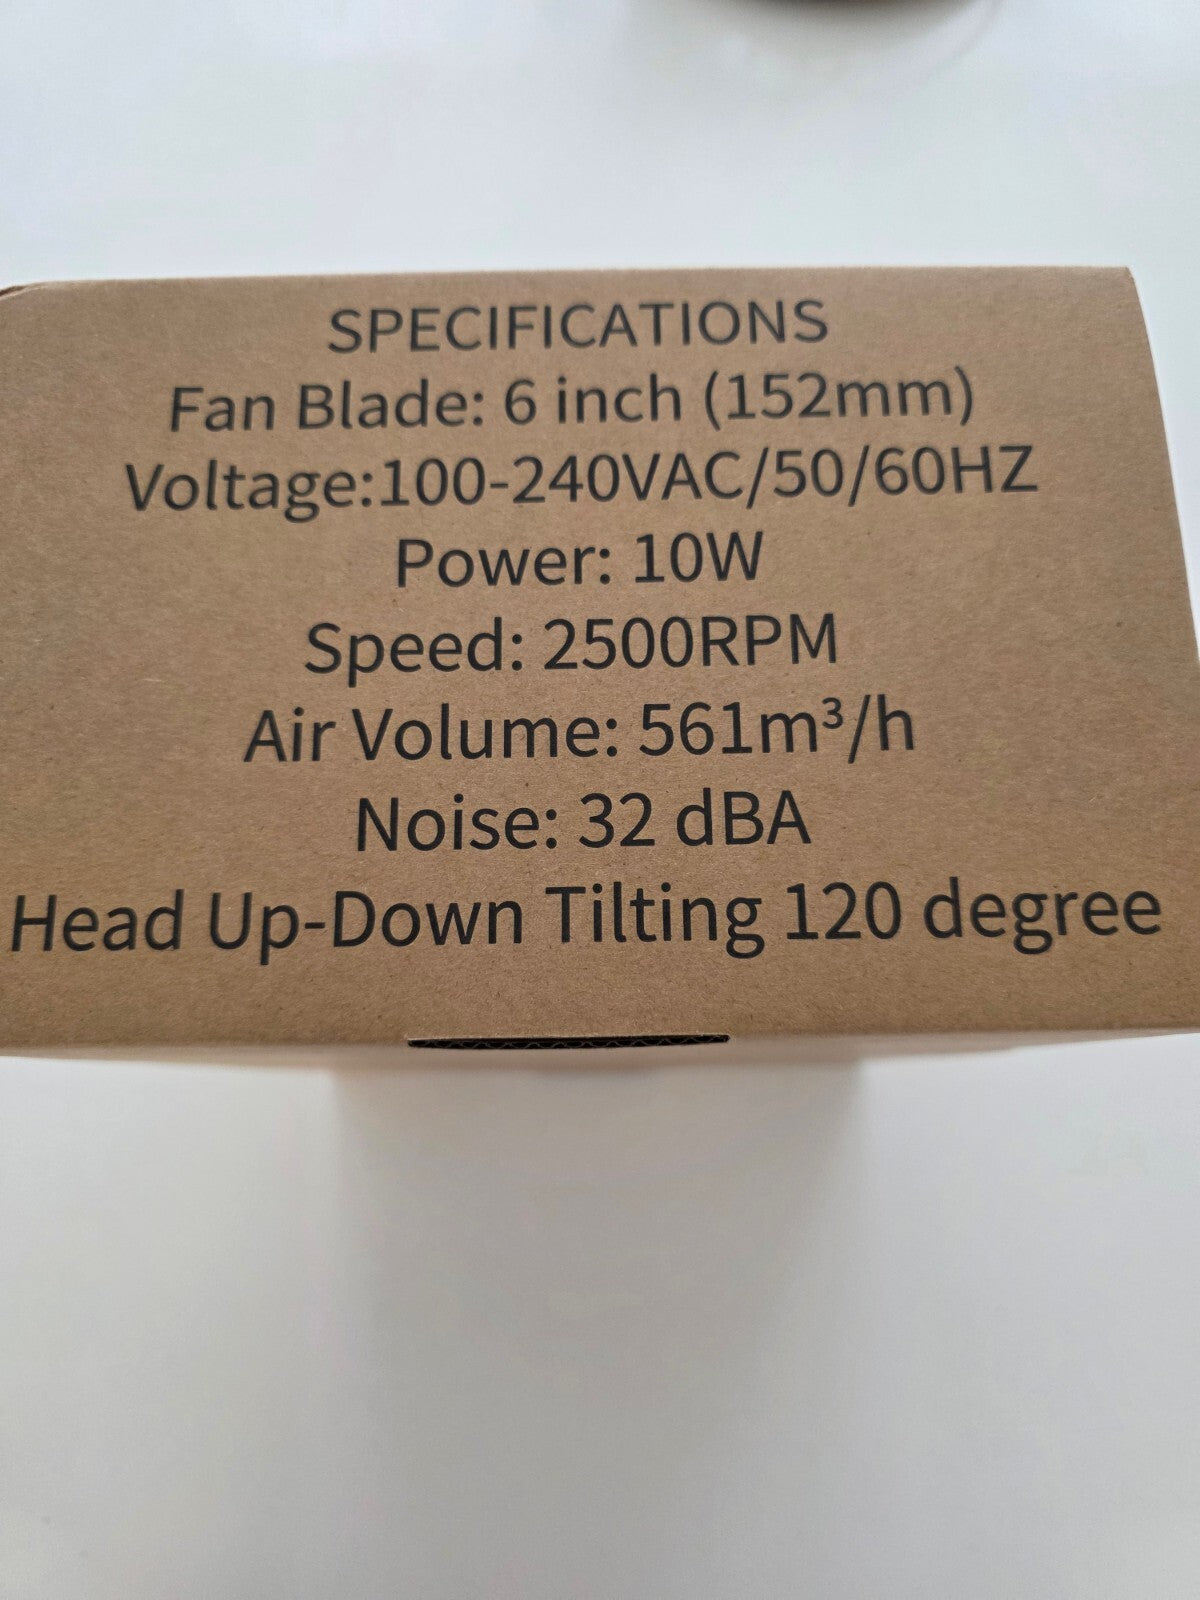 SPECIFICATIONS
Fan Blade: 6 inch (152mm)
Voltage:100-240VAC/50/60HZ
Power: 10W
Speed: 2500RPM
Air Volume: 561m³/h
Noise: 32 dBA
Head Up-Down Tilting 120 degree